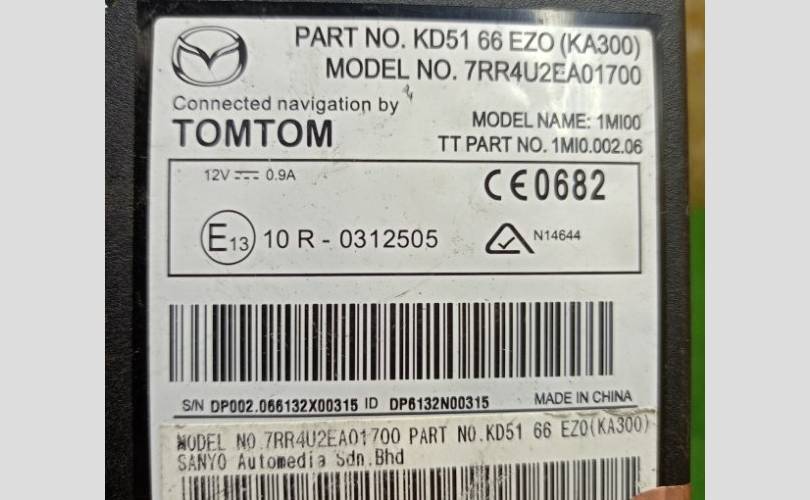 PART NO. KD51 66 EZO (KA300)
MODEL NO. 7RR4U2EA01700
Connected navigation by
TOMTOM
MODEL NAME: 1MI00
TT PART NO. 1MI0.002.06
12V ⎓ 0.9A
CE0682
E13 10 R - 0312505
N14644
S/N DP002.066132X00315 ID DP6132N00315
MADE IN CHINA
MODEL NO.7RR4U2EA01700 PART NO.KD51 66 EZ0(KA300)
SANYO Automedia Sdn.Bhd